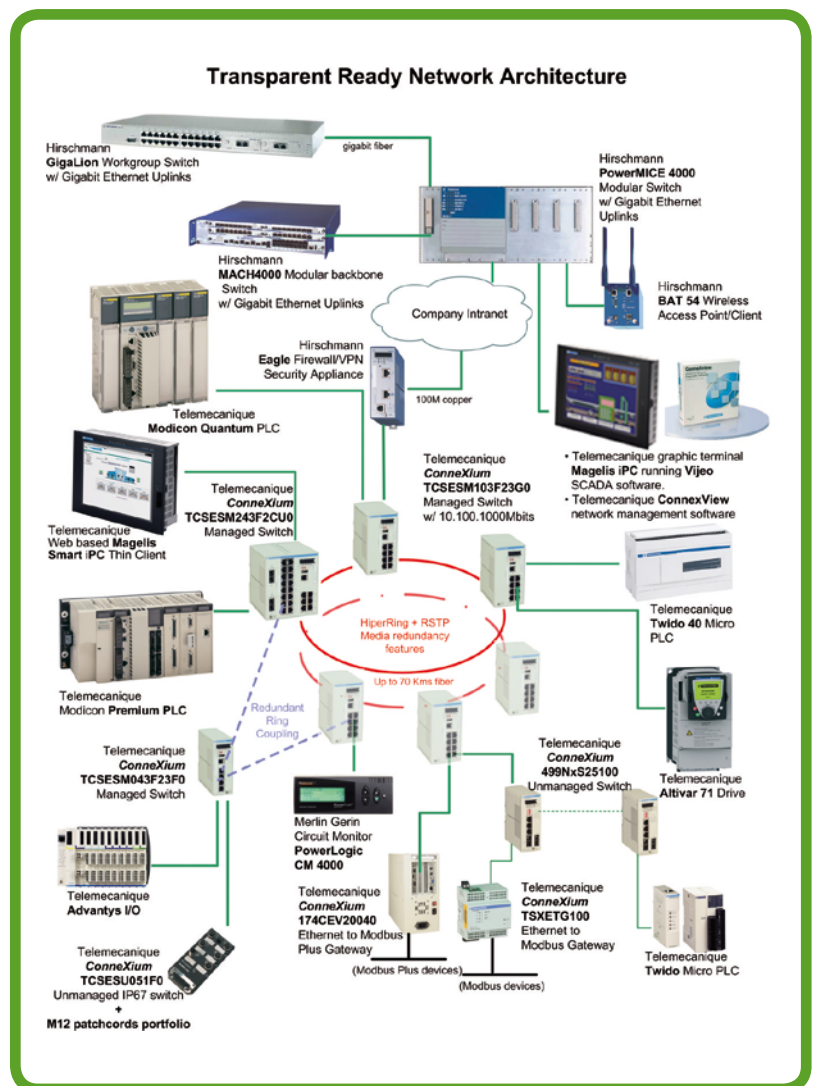 Transparent Ready Network Architecture
Hirschmann
GigaLion Workgroup Switch
w/ Gigabit Ethernet Uplinks
gigabit fiber
Hirschmann
PowerMICE 4000
Modular Switch
w/ Gigabit Ethernet
Uplinks
Hirschmann
MACH4000 Modular backbone
Switch
w/ Gigabit Ethernet Uplinks
Company Intranet
Hirschmann
BAT 54 Wireless
Access Point/Client
Hirschmann
Eagle Firewall/VPN
Security Appliance
100M copper
Telemecanique
Modicon Quantum PLC
• Telemecanique graphic terminal
Magelis iPC running Vijeo
SCADA software.
• Telemecanique ConnexView
network management software
Telemecanique
ConneXium
TCSESM243F2CU0
Managed Switch
Telemecanique
ConneXium
TCSESM103F23G0
Managed Switch
w/ 10.100.1000Mbits
Telemecanique
Web based Magelis
Smart iPC Thin Client
Telemecanique
Twido 40 Micro
PLC
HiperRing + RSTP
Media redundancy
features
Up to 70 Kms fiber
Telemecanique
Modicon Premium PLC
Redundant
Ring
Coupling
Telemecanique
ConneXium
TCSESM043F23F0
Managed Switch
Telemecanique
ConneXium
499NxS25100
Unmanaged Switch
Telemecanique
Altivar 71 Drive
Merlin Gerin
Circuit Monitor
PowerLogic
CM 4000
Telemecanique
Advantys I/O
Telemecanique
ConneXium
174CEV20040
Ethernet to Modbus
Plus Gateway
Telemecanique
ConneXium
TSXETG100
Ethernet to
Modbus Gateway
Telemecanique
Twido Micro PLC
Telemecanique
ConneXium
TCSESU051F0
Unmanaged IP67 switch
+
M12 patchcords portfolio
(Modbus Plus devices)
(Modbus devices)